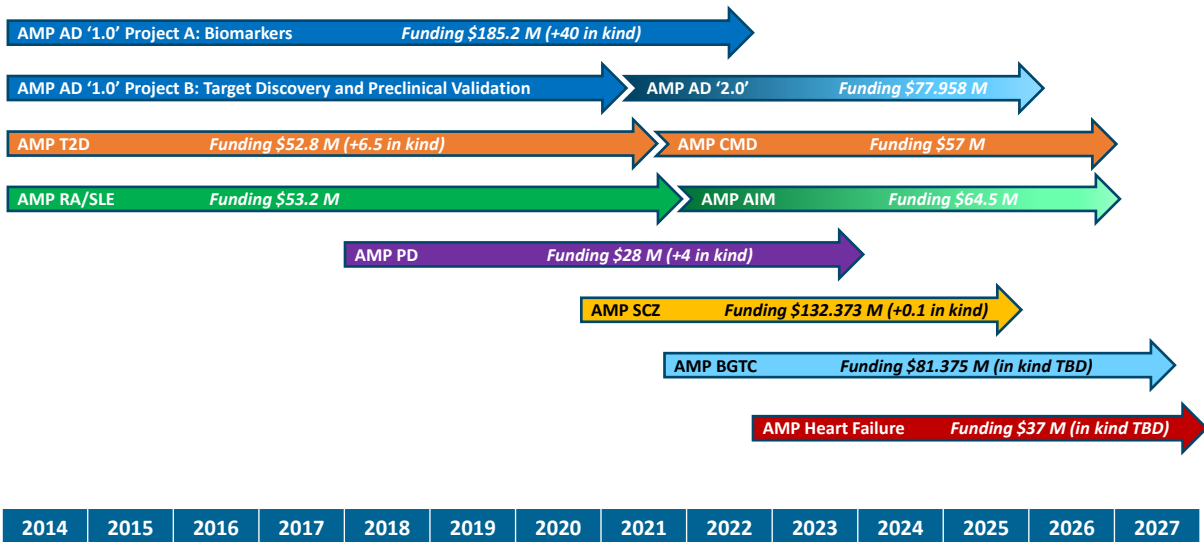 AMP AD ‘1.0’ Project A: Biomarkers Funding $185.2 M (+40 in kind)
AMP AD ‘1.0’ Project B: Target Discovery and Preclinical Validation AMP AD ‘2.0’ Funding $77.958 M
AMP T2D Funding $52.8 M (+6.5 in kind) AMP CMD Funding $57 M
AMP RA/SLE Funding $53.2 M AMP AIM Funding $64.5 M
AMP PD Funding $28 M (+4 in kind)
AMP SCZ Funding $132.373 M (+0.1 in kind)
AMP BGTC Funding $81.375 M (in kind TBD)
AMP Heart Failure Funding $37 M (in kind TBD)
2014 2015 2016 2017 2018 2019 2020 2021 2022 2023 2024 2025 2026 2027